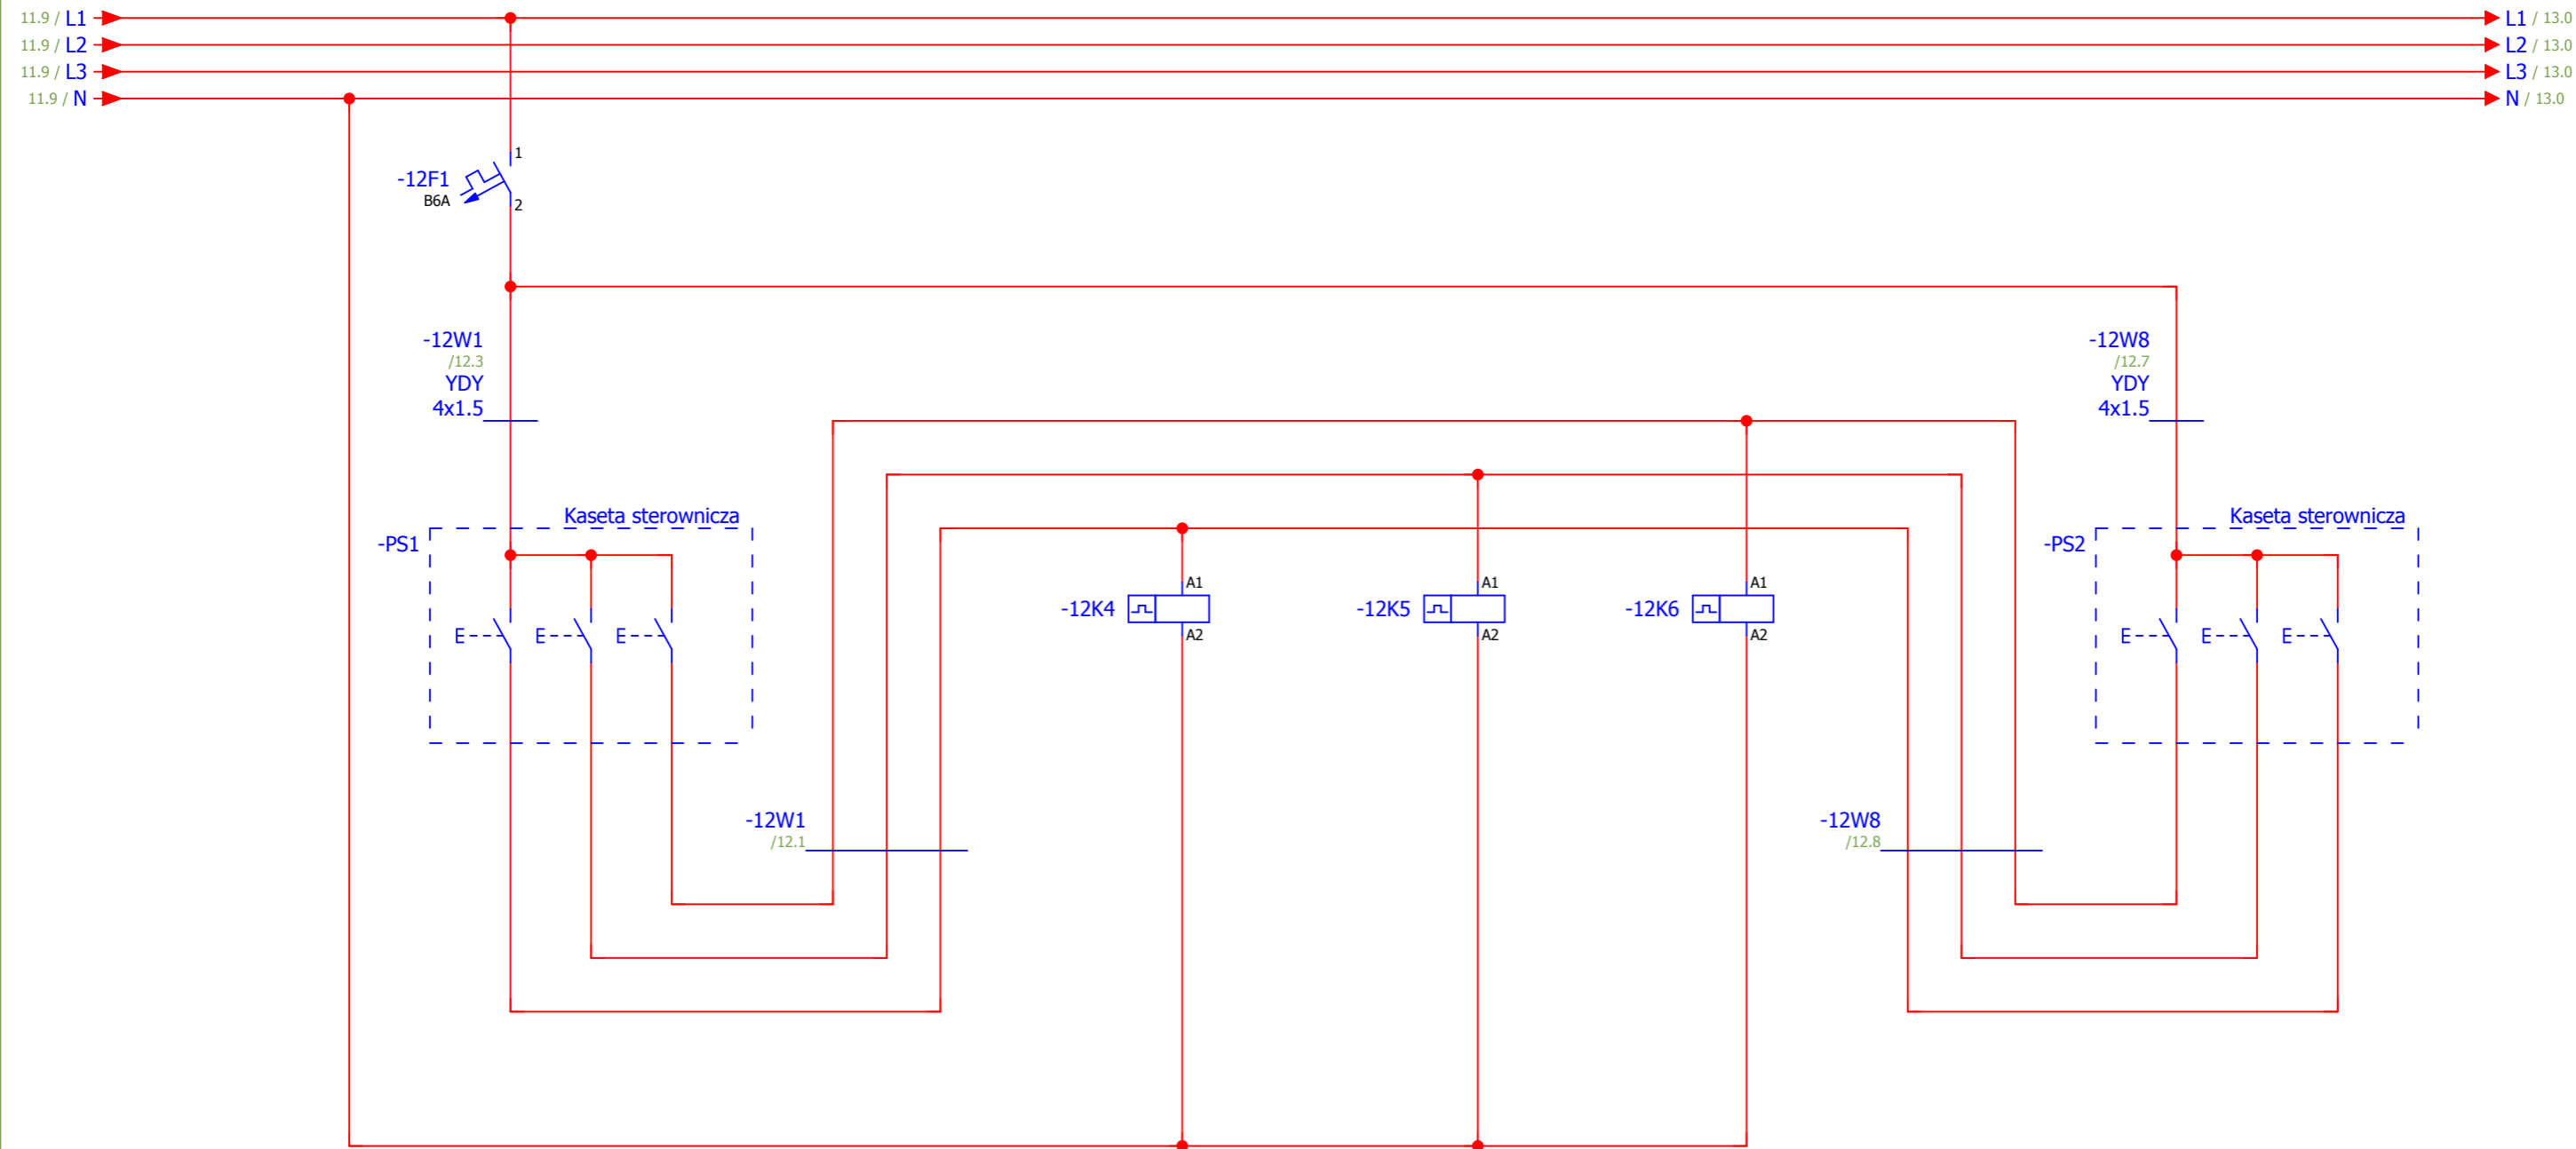 11.9 / L1
L1 / 13.0
11.9 / L2
L2 / 13.0
11.9 / L3
L3 / 13.0
11.9 / N
N / 13.0
1
-12F1
B6A
2
-12W1
/12.3
YDY
4x1.5
-12W8
/12.7
YDY
4x1.5
Kaseta sterownicza
-PS1
Kaseta sterownicza
-PS2
A1
-12K4
A2
A1
-12K5
A2
A1
-12K6
A2
E
E
E
E
E
E
-12W1
/12.1
-12W8
/12.8